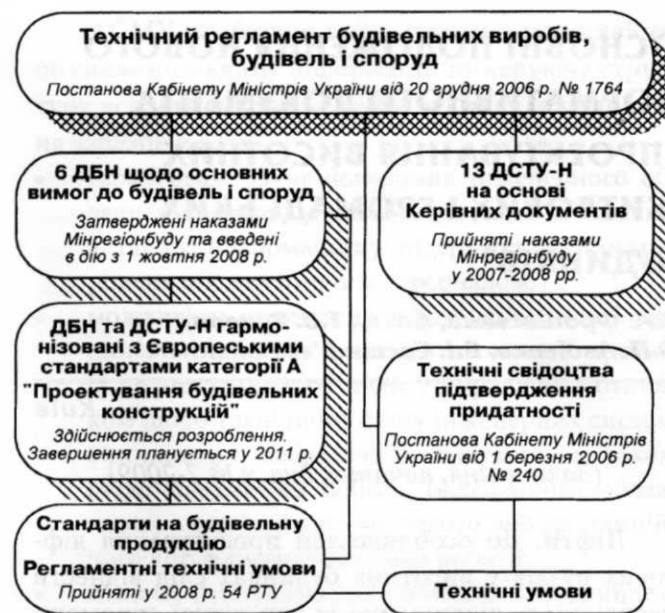 Технічний регламент будівельних виробів,
будівель і споруд
Постанова Кабінету Міністрів України від 20 грудня 2006 р. № 1764
6 ДБН щодо основних
вимог до будівель і споруд
Затверджені наказами
Мінрегіонбуду та введені
в дію з 1 жовтня 2008 р.
13 ДСТУ-Н
на основі
Керівних документів
Прийняті наказами
Мінрегіонбуду
у 2007-2008 рр.
ДБН та ДСТУ-Н гармо-
нізовані з Європеськими
стандартами категорії А
"Проектування будівельних
конструкцій"
Здійснюється розроблення.
Завершення планується у 2011 р.
Технічні свідоцтва
підтвердження
придатності
Постанова Кабінету Міністрів
України від 1 березня 2006 р.
№ 240
Стандарти на будівельну
продукцію
Регламентні технічні умови
Прийняті у 2008 р. 54 РТУ
Технічні умови